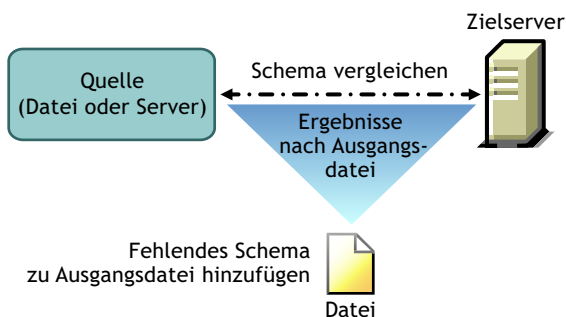 Zielserver
Quelle
(Datei oder Server)
Schema vergleichen
Ergebnisse
nach Ausgangs-
datei
Fehlendes Schema
zu Ausgangsdatei hinzufügen
Datei